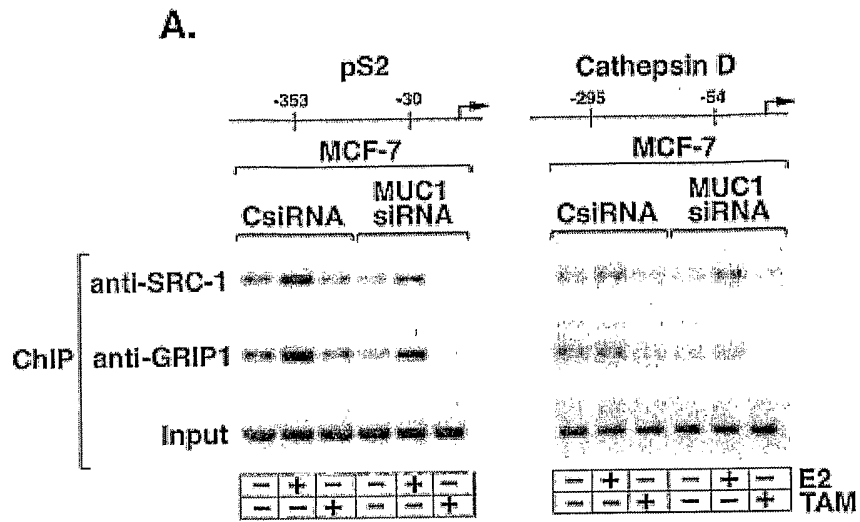 A.
pS2 Cathepsin D
-353 -30 -295 -54
MCF-7 MCF-7
CsiRNA MUC1 siRNA CsiRNA MUC1 siRNA
anti-SRC-1
ChIP anti-GRIP1
Input
- + - - + - - + - - + - E2
- - + - - + - - + - - + TAM